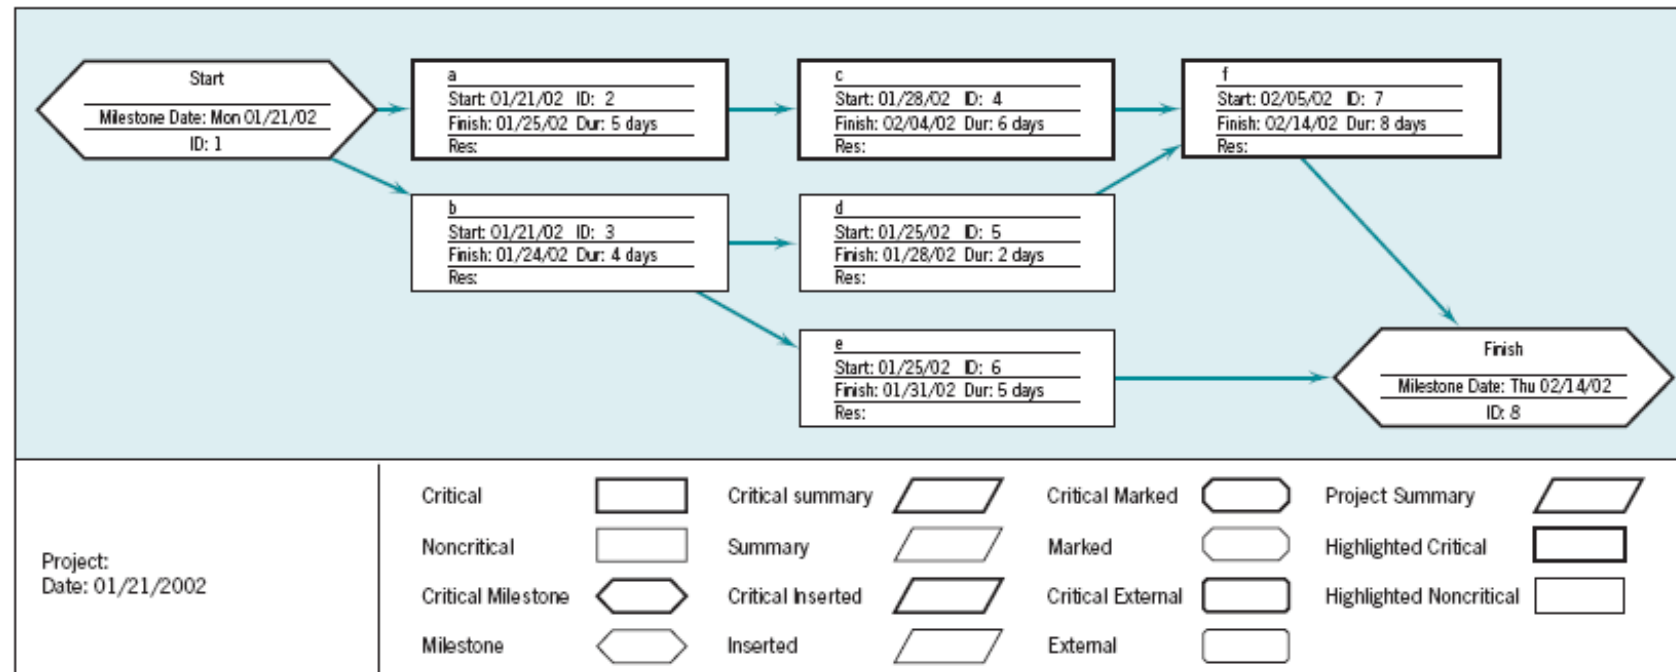 Start
Milestone Date: Mon 01/21/02
ID: 1
a
Start: 01/21/02 ID: 2
Finish: 01/25/02 Dur: 5 days
Res:
c
Start: 01/28/02 ID: 4
Finish: 02/04/02 Dur: 6 days
Res:
f
Start: 02/05/02 ID: 7
Finish: 02/14/02 Dur: 8 days
Res:
b
Start: 01/21/02 ID: 3
Finish: 01/24/02 Dur: 4 days
Res:
d
Start: 01/25/02 ID: 5
Finish: 01/28/02 Dur: 2 days
Res:
e
Start: 01/25/02 ID: 6
Finish: 01/31/02 Dur: 5 days
Res:
Finish
Milestone Date: Thu 02/14/02
ID: 8
Project:
Date: 01/21/2002
Critical
Critical summary
Critical Marked
Project Summary
Noncritical
Summary
Marked
Highlighted Critical
Critical Milestone
Critical Inserted
Critical External
Highlighted Noncritical
Milestone
Inserted
External